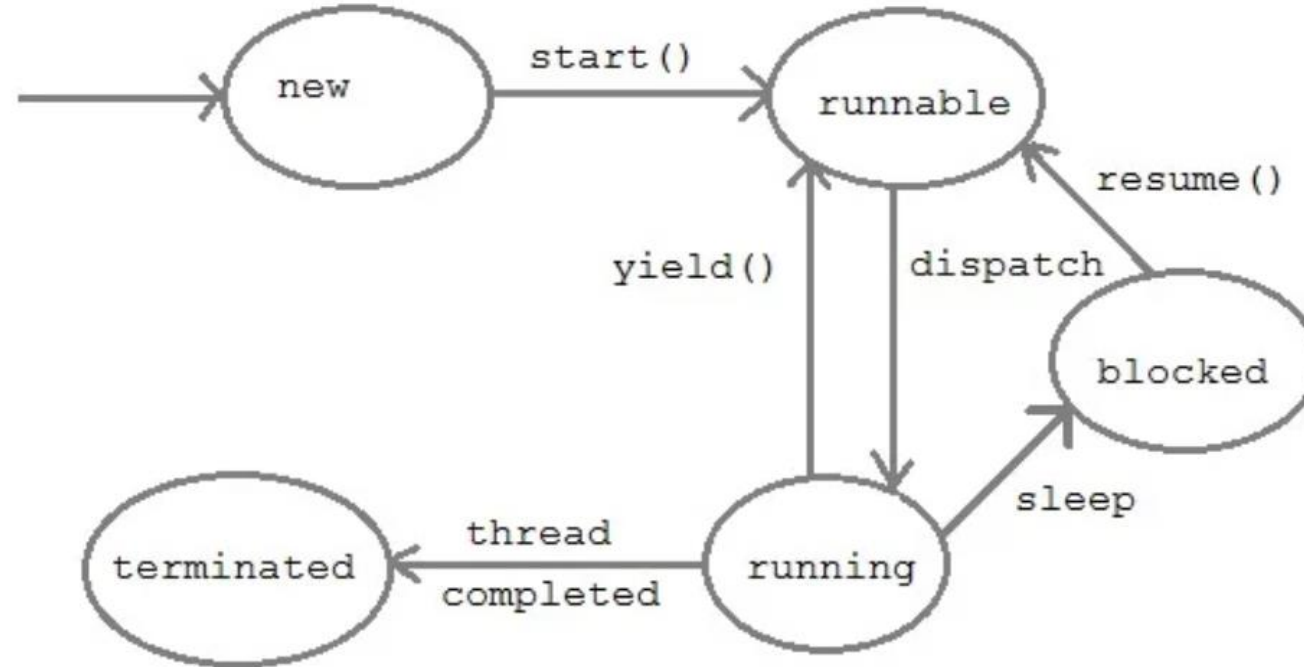 new
start()
runnable
resume()
yield()
dispatch
blocked
sleep
thread
completed
terminated
running